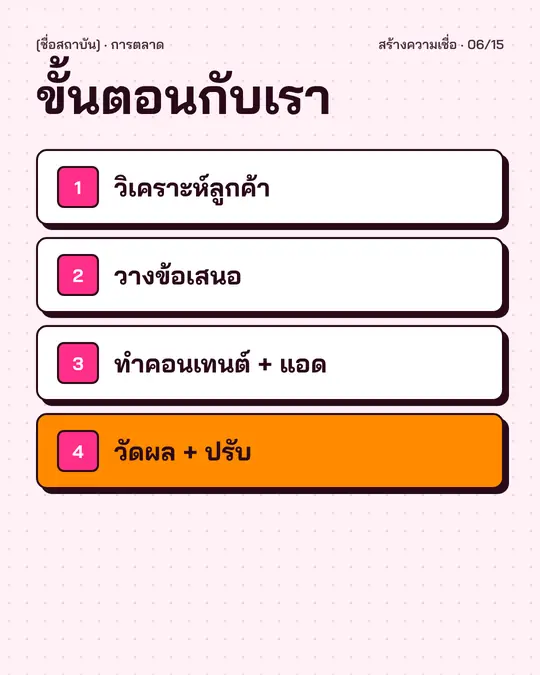 [ชื่อสถาบัน] · การตลาด
สร้างความเชื่อ · 06/15
ขั้นตอนกับเรา
1 วิเคราะห์ลูกค้า
2 วางข้อเสนอ
3 ทำคอนเทนต์ + แอด
4 วัดผล + ปรับ